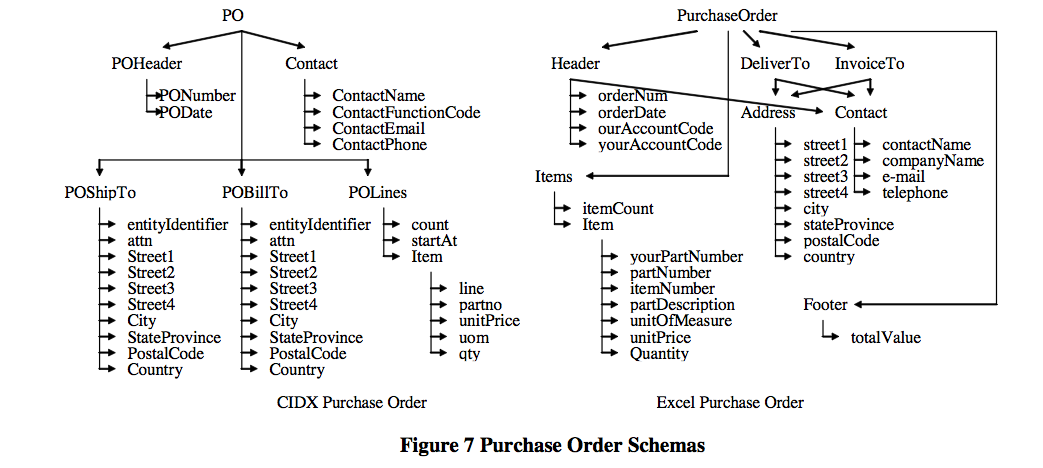 PO
POHeader
PONumber
PODate
Contact
ContactName
ContactFunctionCode
ContactEmail
ContactPhone
POShipTo
entityIdentifier
attn
Street1
Street2
Street3
Street4
City
StateProvince
PostalCode
Country
POBillTo
entityIdentifier
attn
Street1
Street2
Street3
Street4
City
StateProvince
PostalCode
Country
POLines
count
startAt
Item
line
partno
unitPrice
uom
qty
CIDX Purchase Order
PurchaseOrder
Header
orderNum
orderDate
ourAccountCode
yourAccountCode
DeliverTo
InvoiceTo
Address
street1
street2
street3
street4
city
stateProvince
postalCode
country
Contact
contactName
companyName
e-mail
telephone
Items
itemCount
Item
yourPartNumber
partNumber
itemNumber
partDescription
unitOfMeasure
unitPrice
Quantity
Footer
totalValue
Excel Purchase Order
Figure 7 Purchase Order Schemas